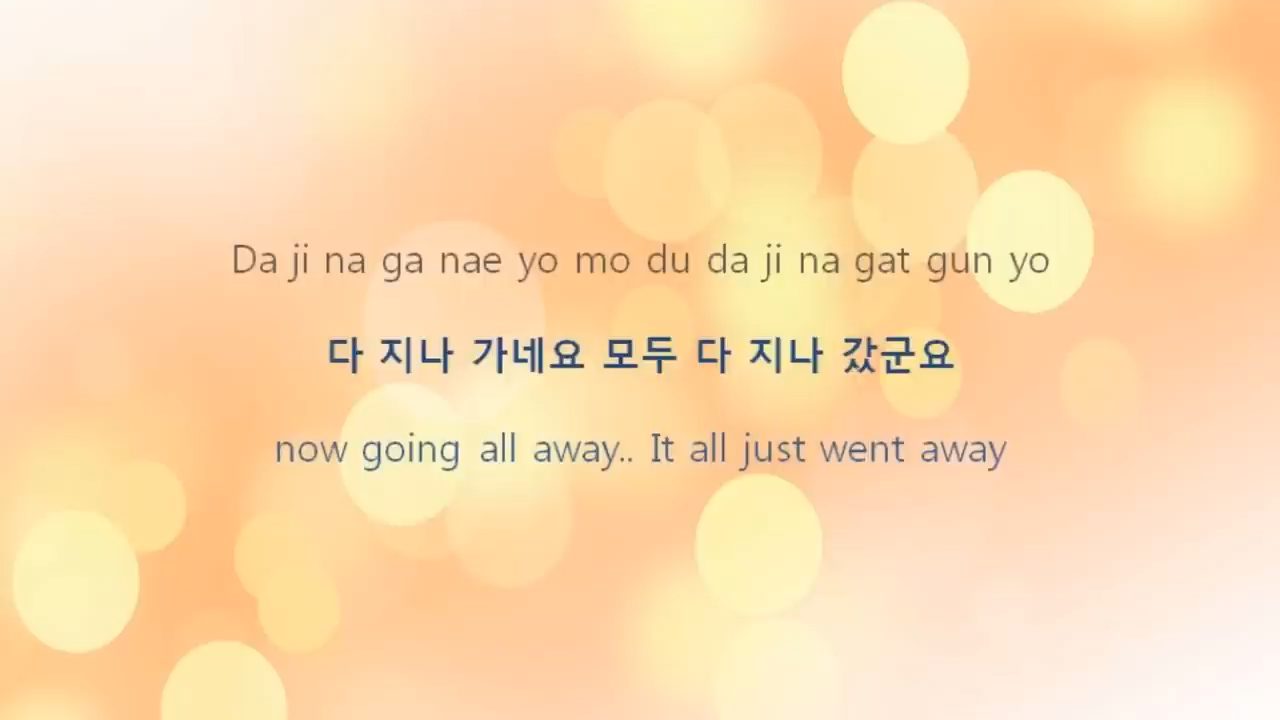 Da ji na ga nae yo mo du da ji na gat gun yo
다 지나 가네요 모두 다 지나 갔군요
now going all away.. It all just went away